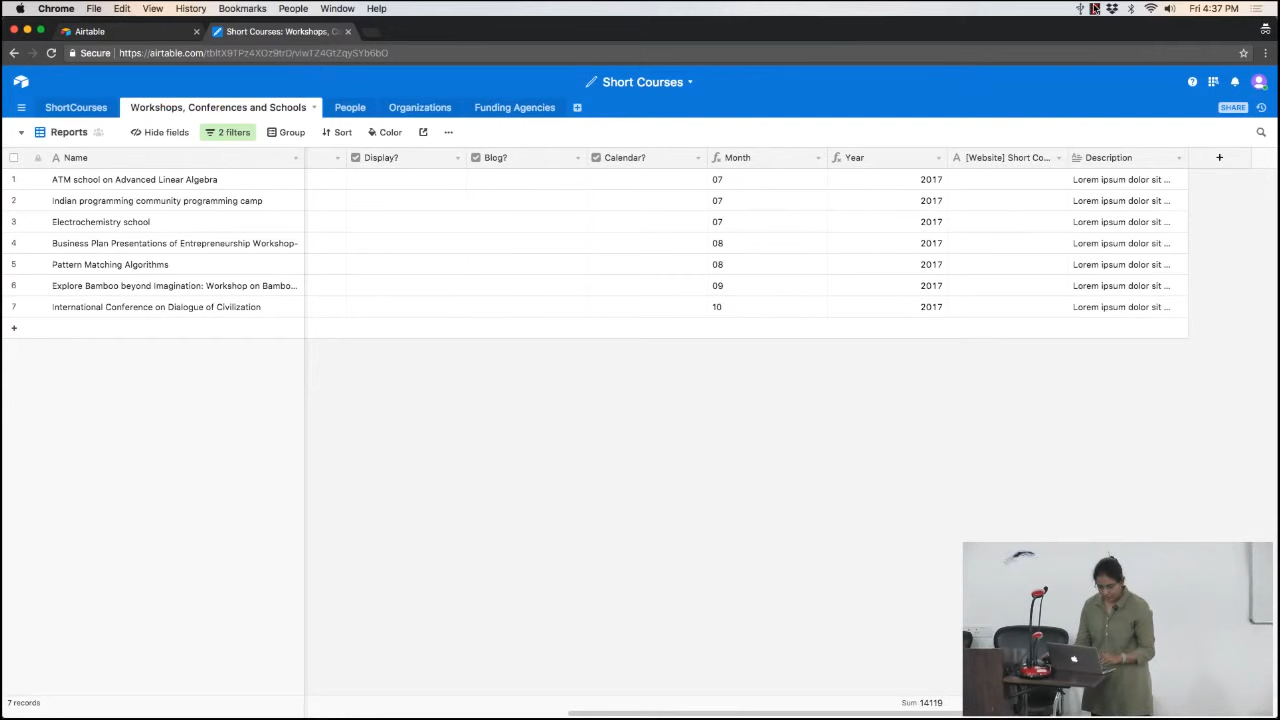 Chrome File Edit View History Bookmarks People Window Help Fri 4:37 PM
Airtable Short Courses: Workshops, C
Secure https://airtable.com/tbltX9TPz4XOz9trD/viwTZ4GtZqySYb6bO
Short Courses
ShortCourses Workshops, Conferences and Schools People Organizations Funding Agencies SHARE
Reports Hide fields 2 filters Group Sort Color
Name Display? Blog? Calendar? Month Year [Website] Short Co... Description
1 ATM school on Advanced Linear Algebra 07 2017 Lorem ipsum dolor sit ...
2 Indian programming community programming camp 07 2017 Lorem ipsum dolor sit ...
3 Electrochemistry school 07 2017 Lorem ipsum dolor sit ...
4 Business Plan Presentations of Entrepreneurship Workshop- 08 2017 Lorem ipsum dolor sit ...
5 Pattern Matching Algorithms 08 2017 Lorem ipsum dolor sit ...
6 Explore Bamboo beyond Imagination: Workshop on Bambo... 09 2017 Lorem ipsum dolor sit ...
7 International Conference on Dialogue of Civilization 10 2017 Lorem ipsum dolor sit ...
7 records Sum 14119